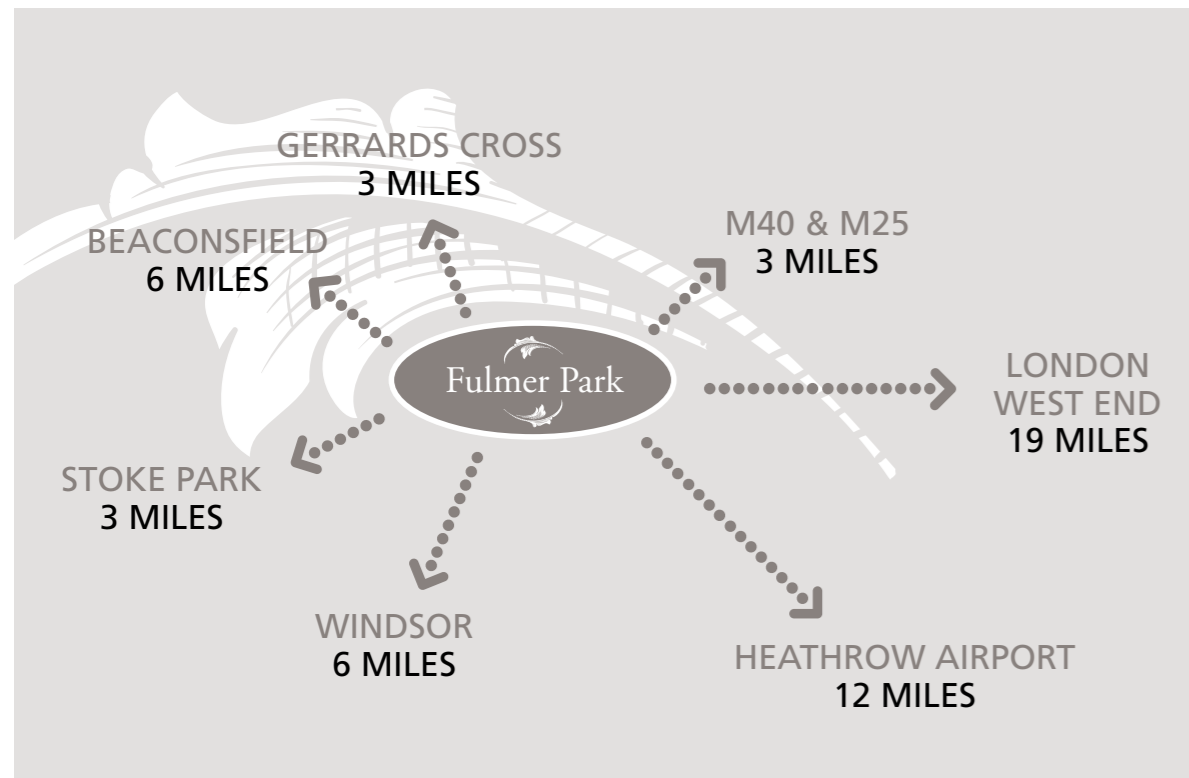 GERRARDS CROSS
3 MILES
BEACONSFIELD
6 MILES
M40 & M25
3 MILES
Fulmer Park
LONDON
WEST END
19 MILES
STOKE PARK
3 MILES
WINDSOR
6 MILES
HEATHROW AIRPORT
12 MILES